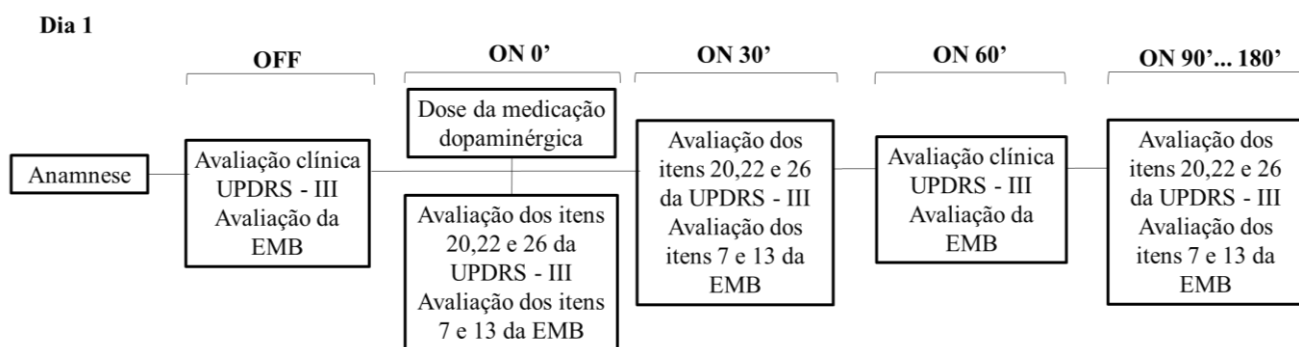 Dia 1
OFF
ON 0’
ON 30’
ON 60’
ON 90’... 180’
Anamnese
Avaliação clínica
UPDRS - III
Avaliação da
EMB
Dose da medicação
dopaminérgica
Avaliação dos itens
20,22 e 26 da
UPDRS - III
Avaliação dos itens
7 e 13 da EMB
Avaliação dos
itens 20,22 e 26
da UPDRS - III
Avaliação dos
itens 7 e 13 da
EMB
Avaliação clínica
UPDRS - III
Avaliação da
EMB
Avaliação dos
itens 20,22 e 26
da UPDRS - III
Avaliação dos
itens 7 e 13 da
EMB